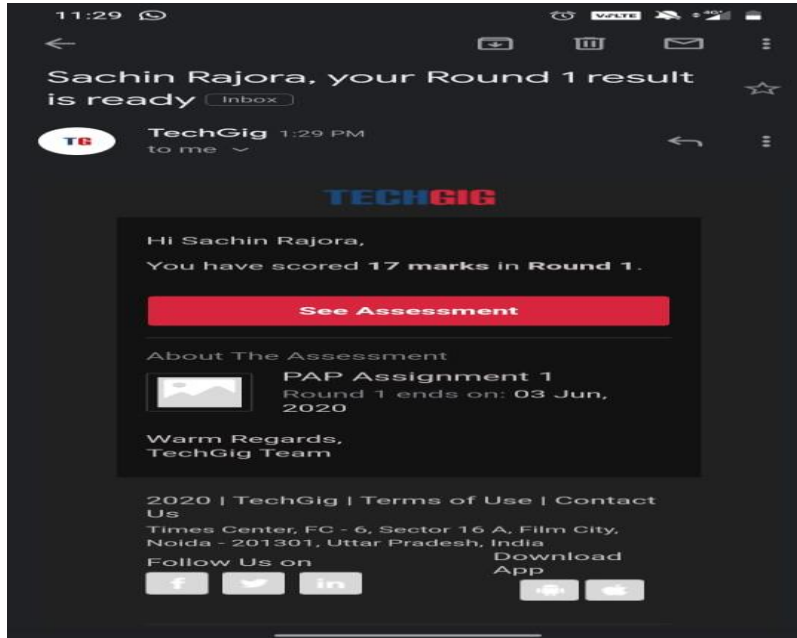 11:29 VoLTE 4G+
Sachin Rajora, your Round 1 result
is ready Inbox
TG TechGig 1:29 PM
to me
TECHGIG
Hi Sachin Rajora,
You have scored 17 marks in Round 1.
See Assessment
About The Assessment
PAP Assignment 1
Round 1 ends on: 03 Jun,
2020
Warm Regards,
TechGig Team
2020 | TechGig | Terms of Use | Contact
Us
Times Center, FC - 6, Sector 16 A, Film City,
Noida - 201301, Uttar Pradesh, India
Follow Us on
Download
App
f in